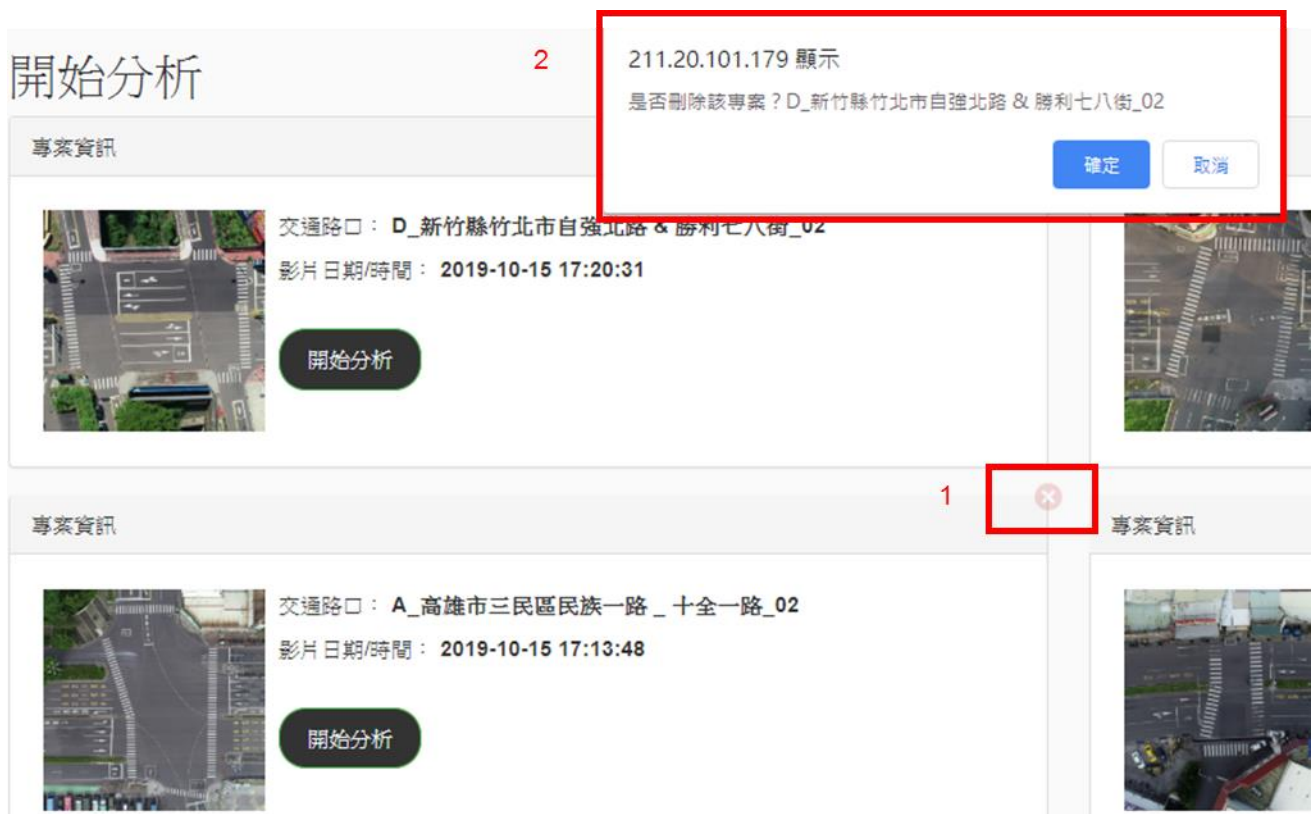 開始分析
2
211.20.101.179 顯示
是否刪除該專案？D_新竹縣竹北市自強北路 & 勝利七八街_02
確定
取消
專案資訊
交通路口： D_新竹縣竹北市自強北路 & 勝利七八街_02
影片日期/時間： 2019-10-15 17:20:31
開始分析
1
專案資訊
專案資訊
交通路口： A_高雄市三民區民族一路 _ 十全一路_02
影片日期/時間： 2019-10-15 17:13:48
開始分析